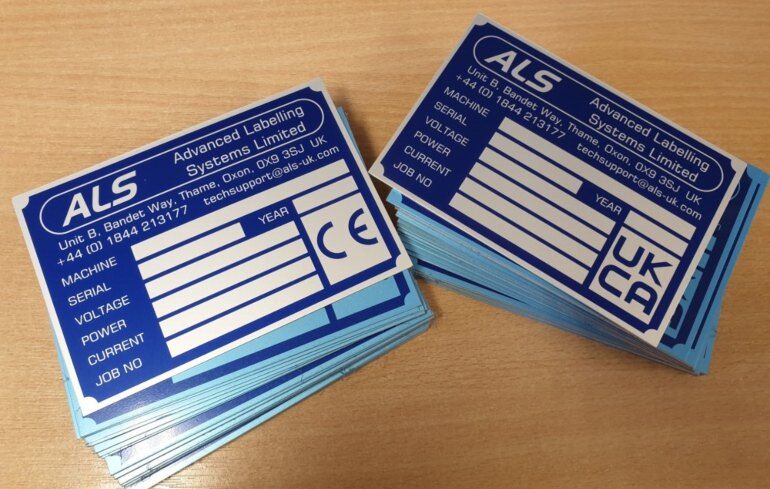 ALS
Advanced Labelling
Systems Limited
Unit B, Bandet Way, Thame, Oxon, OX9 3SJ UK
+44 (0) 1844 213177 techsupport@als-uk.com
MACHINE
SERIAL YEAR
VOLTAGE
POWER
CURRENT
JOB NO
CE
ALS
Advanced Labelling
Systems Limited
Unit B, Bandet Way, Thame, Oxon, OX9 3SJ UK
+44 (0) 1844 213177 techsupport@als-uk.com
MACHINE
SERIAL YEAR
VOLTAGE
POWER
CURRENT
JOB NO
UK
CA